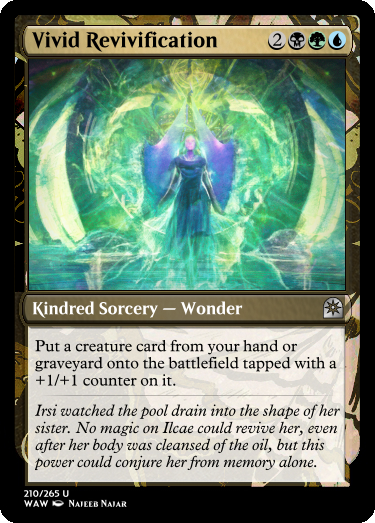 Vivid Revivification 2
Kindred Sorcery — Wonder
Put a creature card from your hand or
graveyard onto the battlefield tapped with a
+1/+1 counter on it.
Irsi watched the pool drain into the shape of her
sister. No magic on Ilcae could revive her, even
after her body was cleansed of the oil, but this
power could conjure her from memory alone.
210/265 U
WAW Najeeb Najar